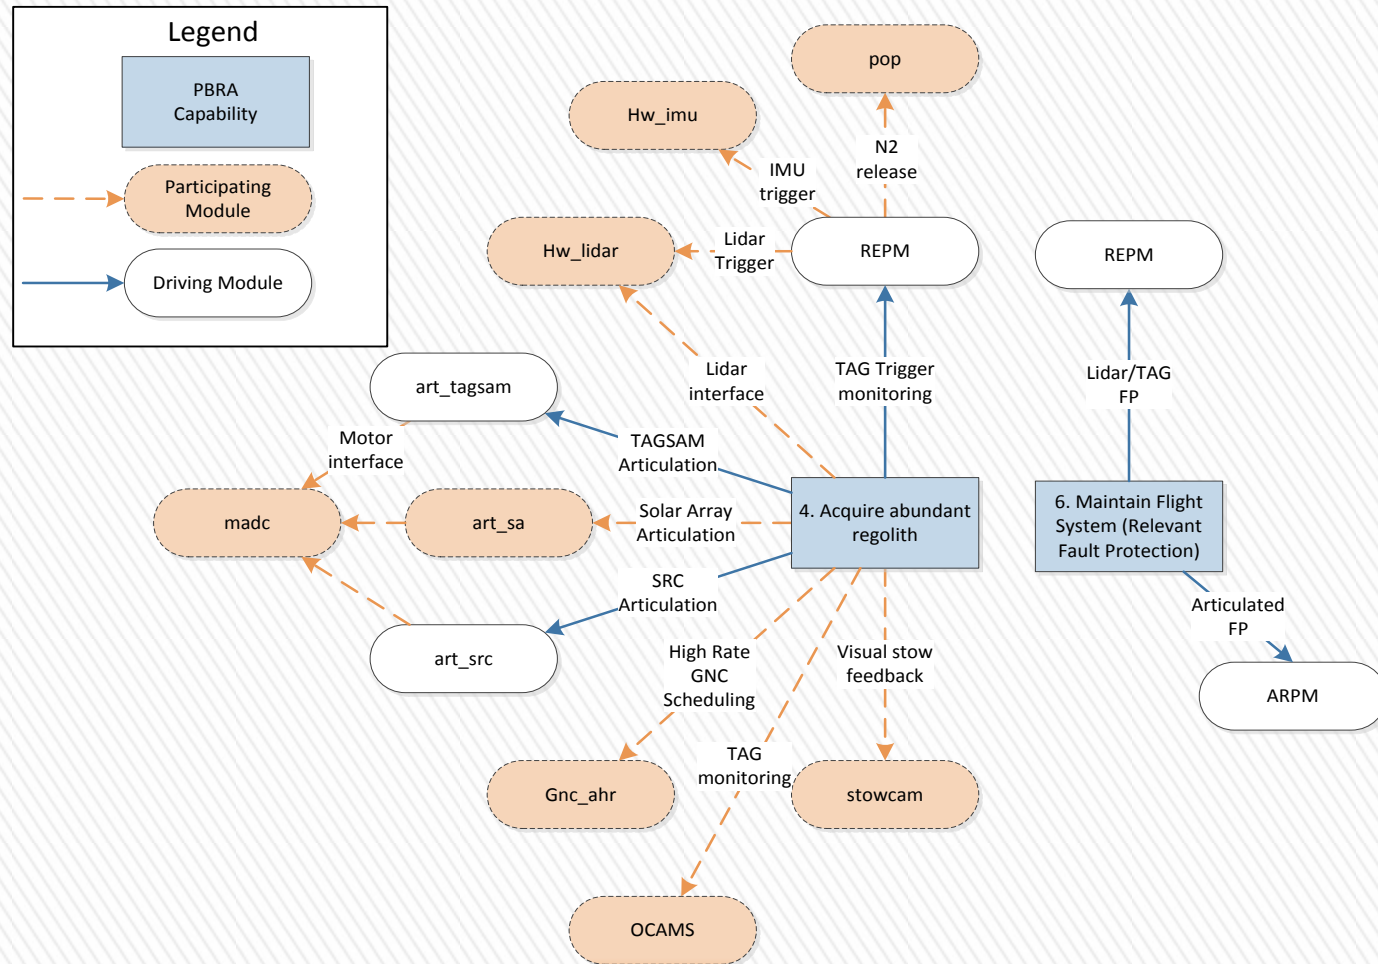 Legend
PBRA
Capability
Participating
Module
Driving Module
pop
Hw_imu
N2
release
IMU
trigger
Hw_lidar
Lidar
Trigger
REPM
REPM
Lidar
interface
TAG Trigger
monitoring
Lidar/TAG
FP
art_tagsam
Motor
interface
TAGSAM
Articulation
madc
art_sa
Solar Array
Articulation
4. Acquire abundant
regolith
6. Maintain Flight
System (Relevant
Fault Protection)
SRC
Articulation
Articulated
FP
art_src
High Rate
GNC
Scheduling
Visual stow
feedback
ARPM
TAG
monitoring
Gnc_ahr
stowcam
OCAMS